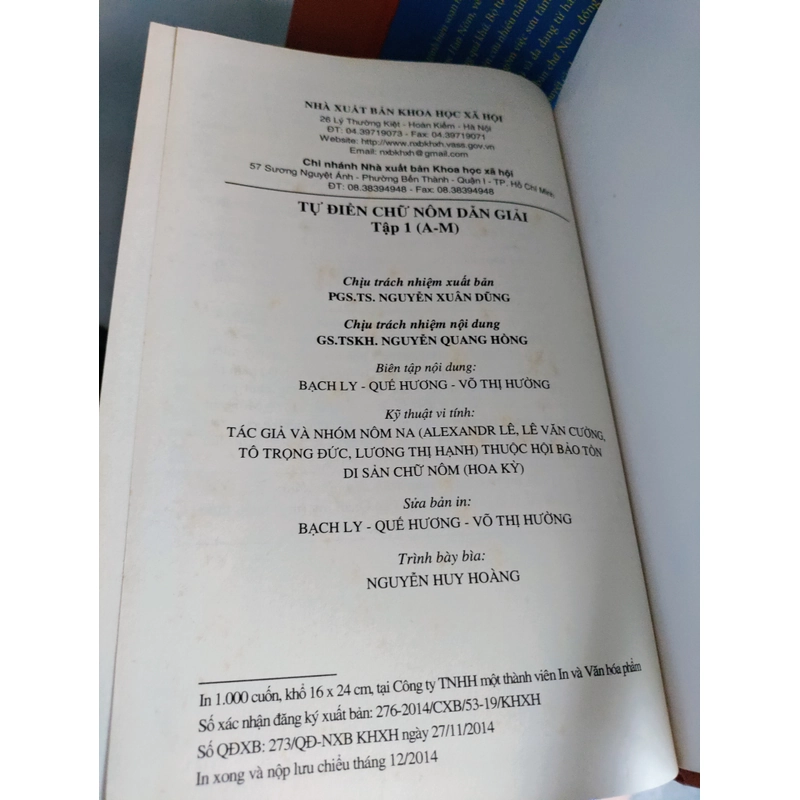 NHÀ XUẤT BẢN KHOA HỌC XÃ HỘI
26 Lý Thường Kiệt - Hoàn Kiếm - Hà Nội
ĐT: 04.39719073 - Fax: 04.39719071
Website: http://www.nxbkhxh.vass.gov.vn
Email: nxbkhxh@gmail.com
Chi nhánh Nhà xuất bản Khoa học xã hội
57 Sương Nguyệt Ánh - Phường Bến Thành - Quận I - TP. Hồ Chí Minh
ĐT: 08.38394948 - Fax: 08.38394948
TỰ ĐIỂN CHỮ NÔM DẪN GIẢI
Tập 1 (A-M)
Chịu trách nhiệm xuất bản
PGS.TS. NGUYỄN XUÂN DŨNG
Chịu trách nhiệm nội dung
GS.TSKH. NGUYỄN QUANG HỒNG
Biên tập nội dung:
BẠCH LY - QUẾ HƯƠNG - VÕ THỊ HƯỜNG
Kỹ thuật vi tính:
TÁC GIẢ VÀ NHÓM NÔM NA (ALEXANDR LÊ, LÊ VĂN CƯỜNG,
TÔ TRỌNG ĐỨC, LƯƠNG THỊ HẠNH) THUỘC HỘI BẢO TỒN
DI SẢN CHỮ NÔM (HOA KỲ)
Sửa bản in:
BẠCH LY - QUẾ HƯƠNG - VÕ THỊ HƯỜNG
Trình bày bìa:
NGUYỄN HUY HOÀNG
In 1.000 cuốn, khổ 16 x 24 cm, tại Công ty TNHH một thành viên In và Văn hóa phẩm
Số xác nhận đăng ký xuất bản: 276-2014/CXB/53-19/KHXH
Số QĐXB: 273/QĐ-NXB KHXH ngày 27/11/2014
In xong và nộp lưu chiểu tháng 12/2014